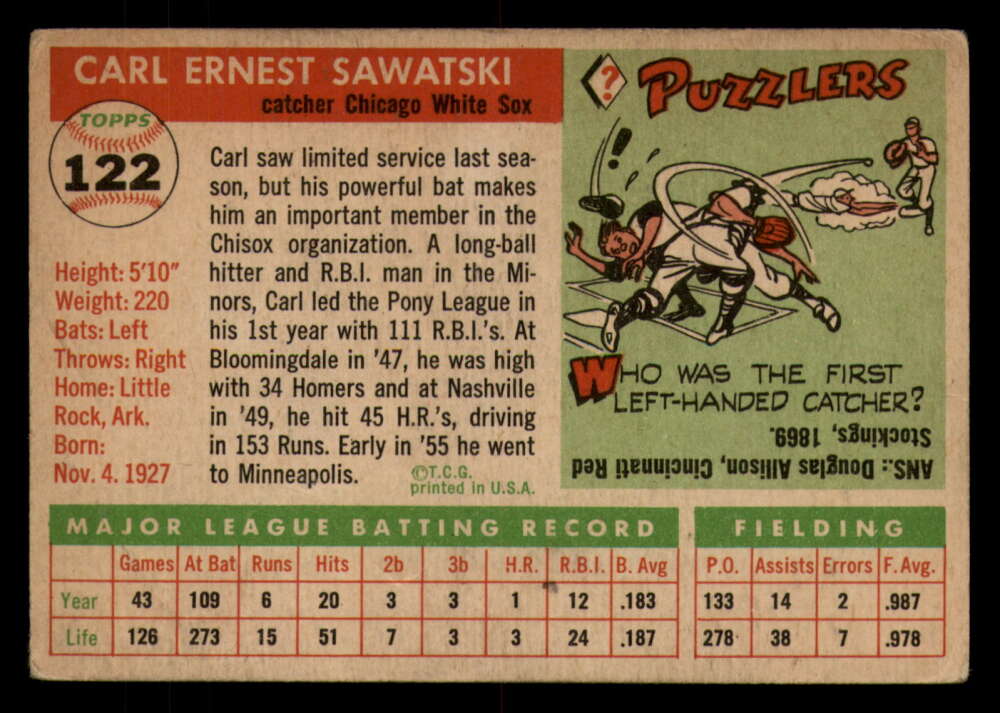 CARL ERNEST SAWATSKI
catcher Chicago White Sox
TOPPS
122
Height: 5'10"
Weight: 220
Bats: Left
Throws: Right
Home: Little
Rock, Ark.
Born:
Nov. 4. 1927
Carl saw limited service last sea-
son, but his powerful bat makes
him an important member in the
Chisox organization. A long-ball
hitter and R.B.I. man in the Mi-
nors, Carl led the Pony League in
his 1st year with 111 R.B.I.'s. At
Bloomingdale in '47, he was high
with 34 Homers and at Nashville
in '49, he hit 45 H.R.'s, driving
in 153 Runs. Early in '55 he went
to Minneapolis.
©T.C.G.
printed in U.S.A.
? PUZZLERS
!
WHO WAS THE FIRST
LEFT-HANDED CATCHER?
ANS.: Douglas Allison, Cincinnati Red
Stockings, 1869.
MAJOR LEAGUE BATTING RECORD
Games At Bat Runs Hits 2b 3b H.R. R.B.I. B. Avg
Year 43 109 6 20 3 3 1 12 .183
Life 126 273 15 51 7 3 3 24 .187
FIELDING
P.O. Assists Errors F. Avg.
133 14 2 .987
278 38 7 .978